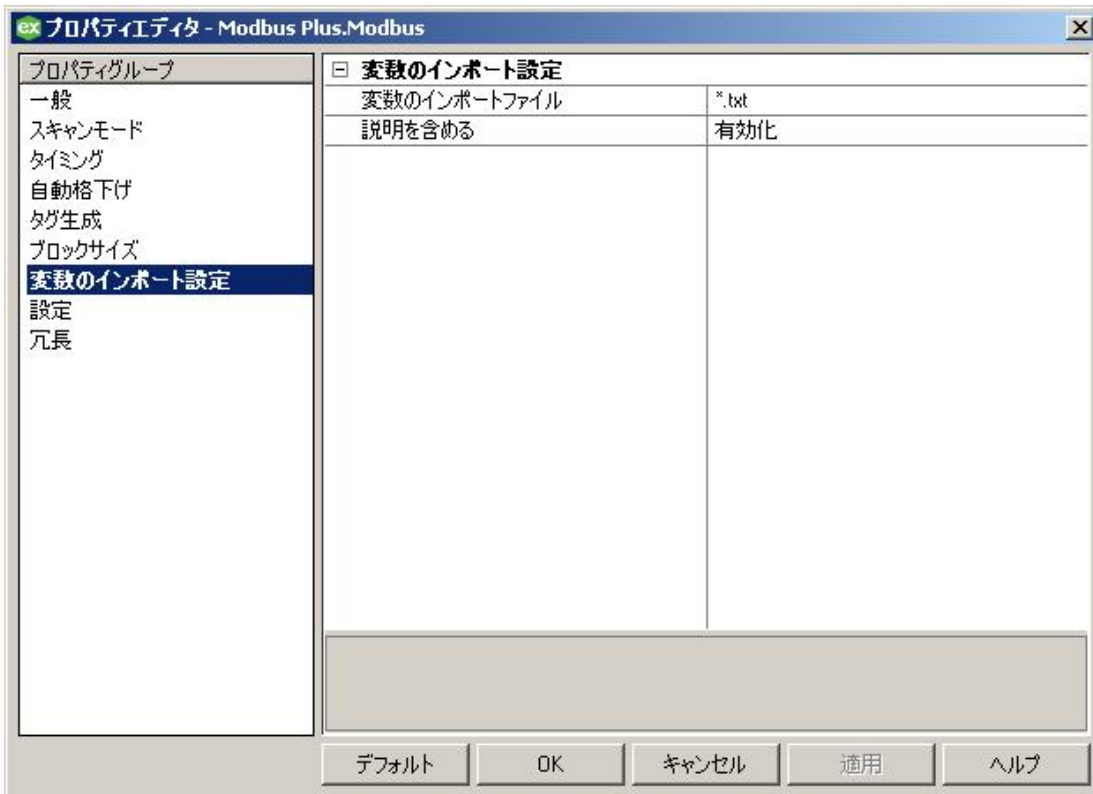 ex プロパティエディタ - Modbus Plus.Modbus
プロパティグループ
一般
スキャンモード
タイミング
自動格下げ
タグ生成
ブロックサイズ
変数のインポート設定
設定
冗長
変数のインポート設定
変数のインポートファイル *.txt
説明を含める 有効化
デフォルト OK キャンセル 適用 ヘルプ